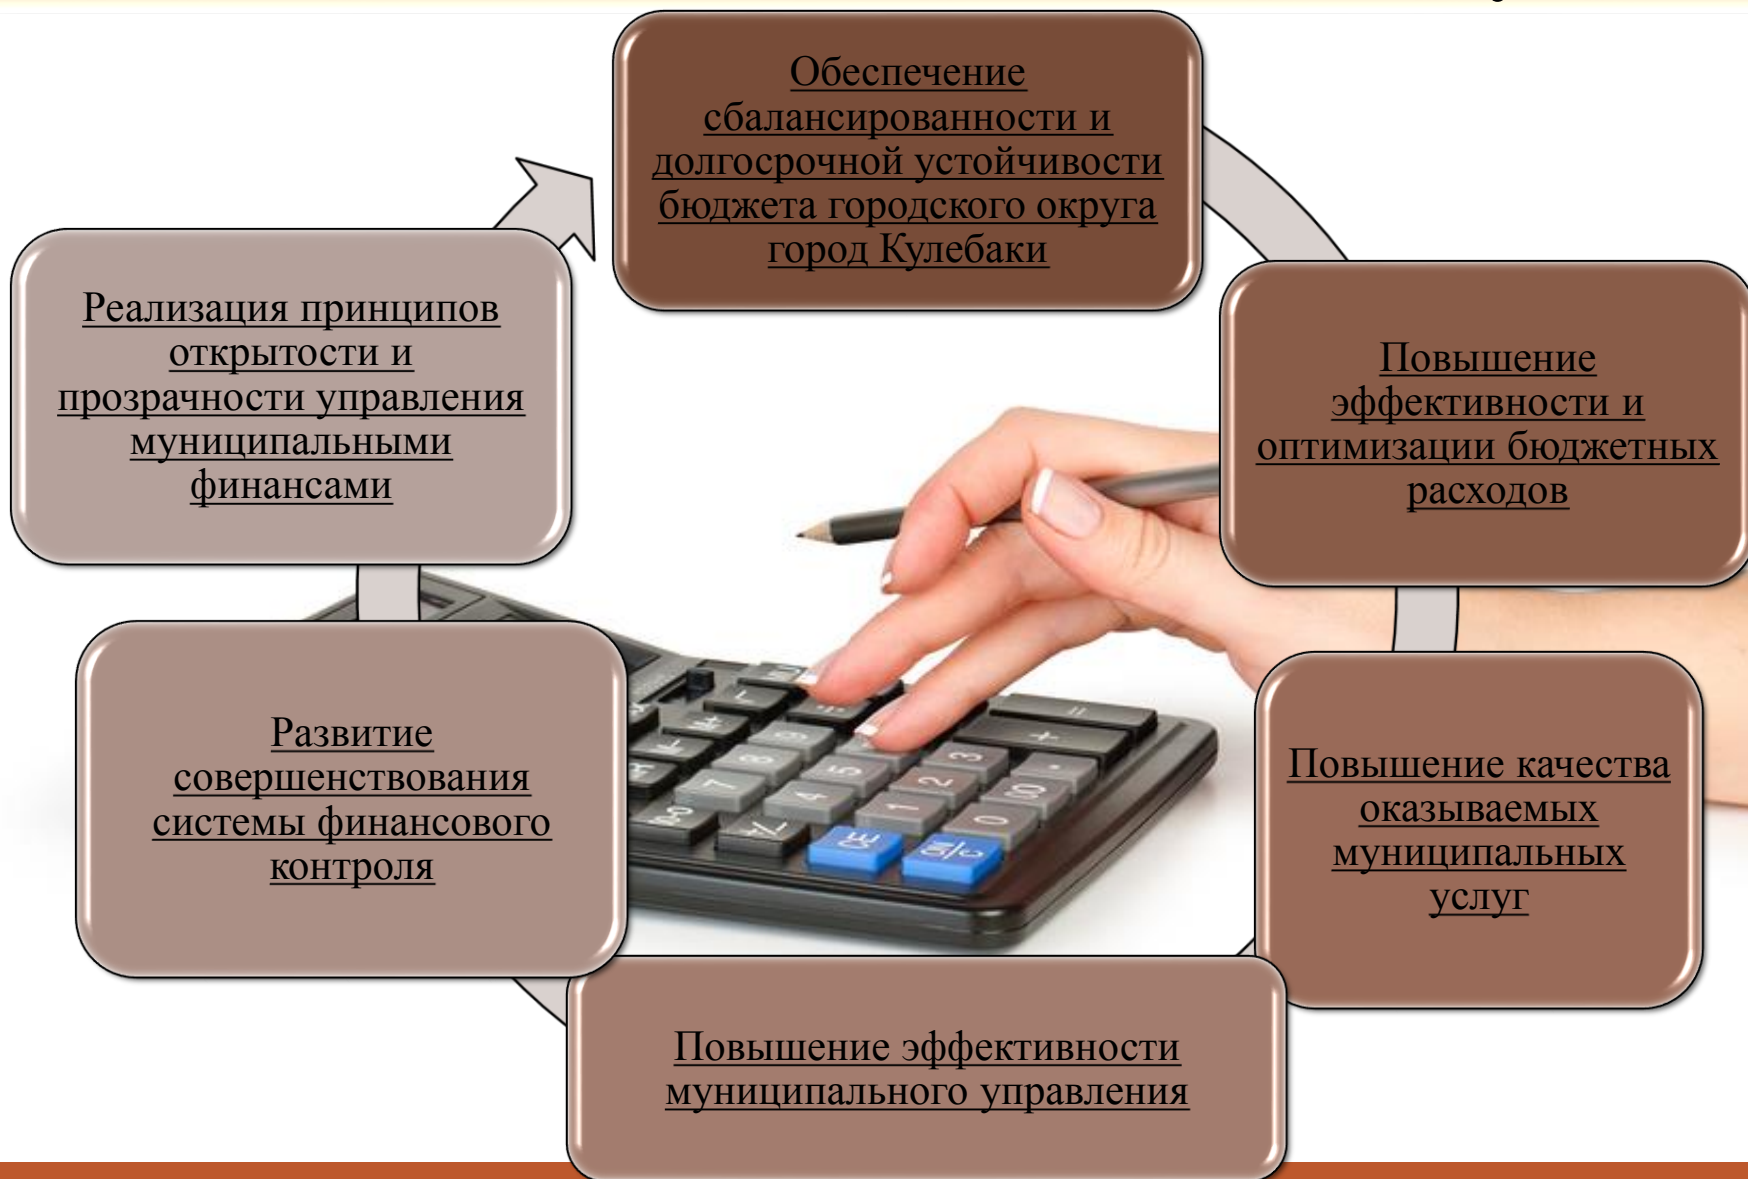 Обеспечение
сбалансированности и
долгосрочной устойчивости
бюджета городского округа
город Кулебаки
Повышение
эффективности и
оптимизации бюджетных
расходов
Повышение качества
оказываемых
муниципальных
услуг
Повышение эффективности
муниципального управления
Развитие
совершенствования
системы финансового
контроля
Реализация принципов
открытости и
прозрачности управления
муниципальными
финансами